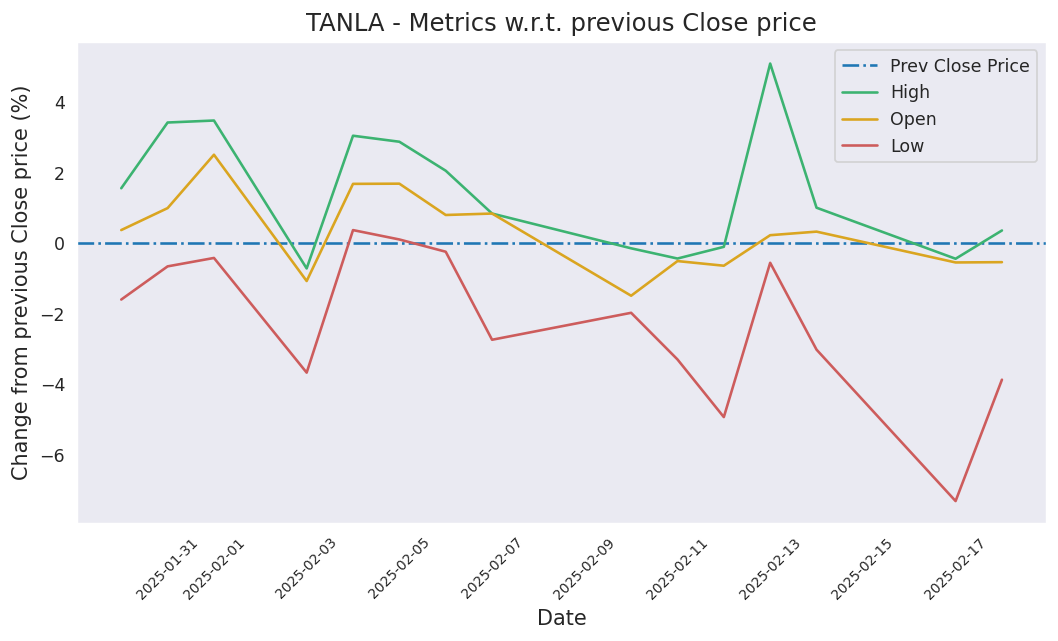 TANLA - Metrics w.r.t. previous Close price
Prev Close Price
High
Open
Low
Change from previous Close price (%)
4
2
0
−2
−4
−6
2025-01-31
2025-02-01
2025-02-03
2025-02-05
2025-02-07
2025-02-09
2025-02-11
2025-02-13
2025-02-15
2025-02-17
Date